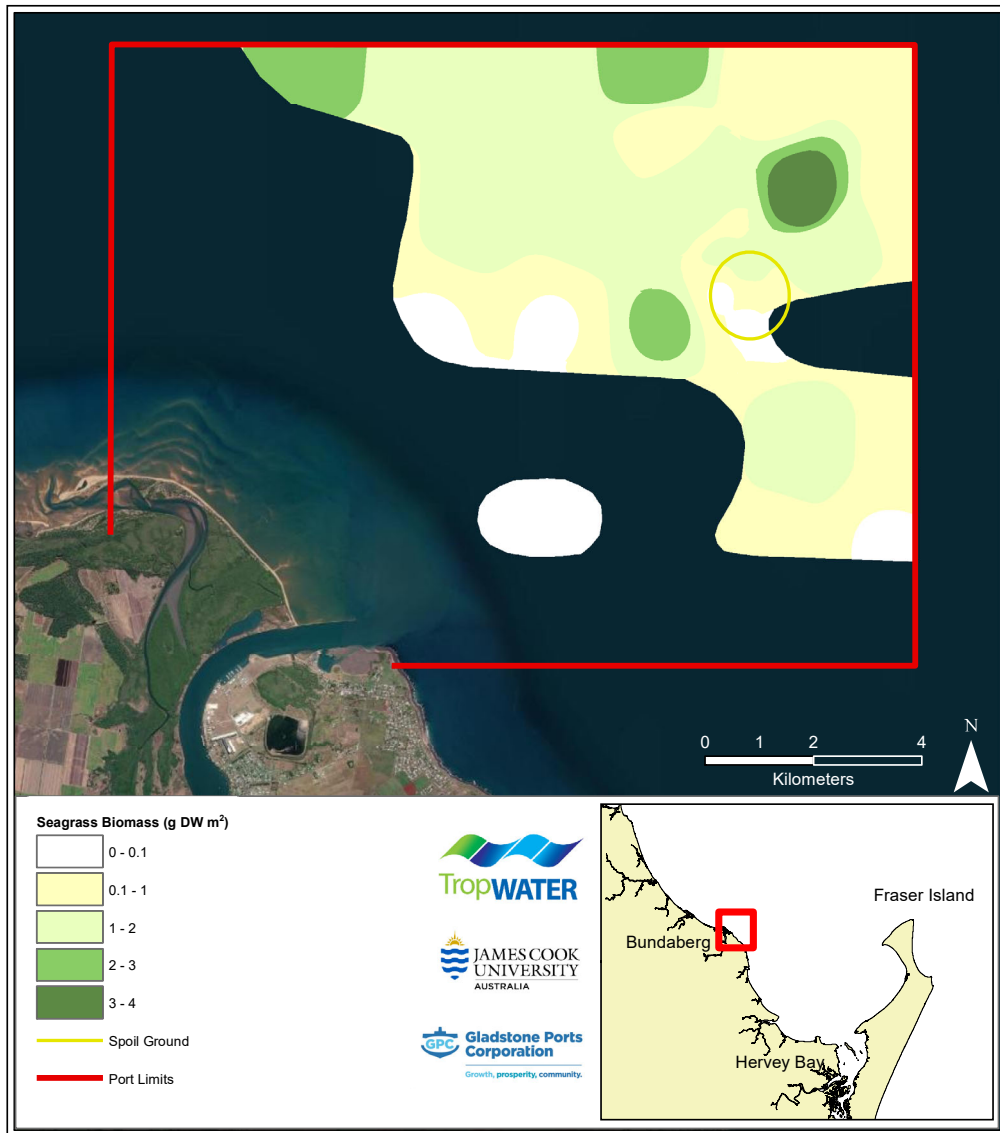 N
0 1 2 4
Kilometers
Seagrass Biomass (g DW m²)
0 - 0.1
0.1 - 1
1 - 2
2 - 3
3 - 4
Spoil Ground
Port Limits
TropWATER
JAMES COOK
UNIVERSITY
AUSTRALIA
GPC
Gladstone Ports
Corporation
Growth, prosperity, community.
Fraser Island
Bundaberg
Hervey Bay